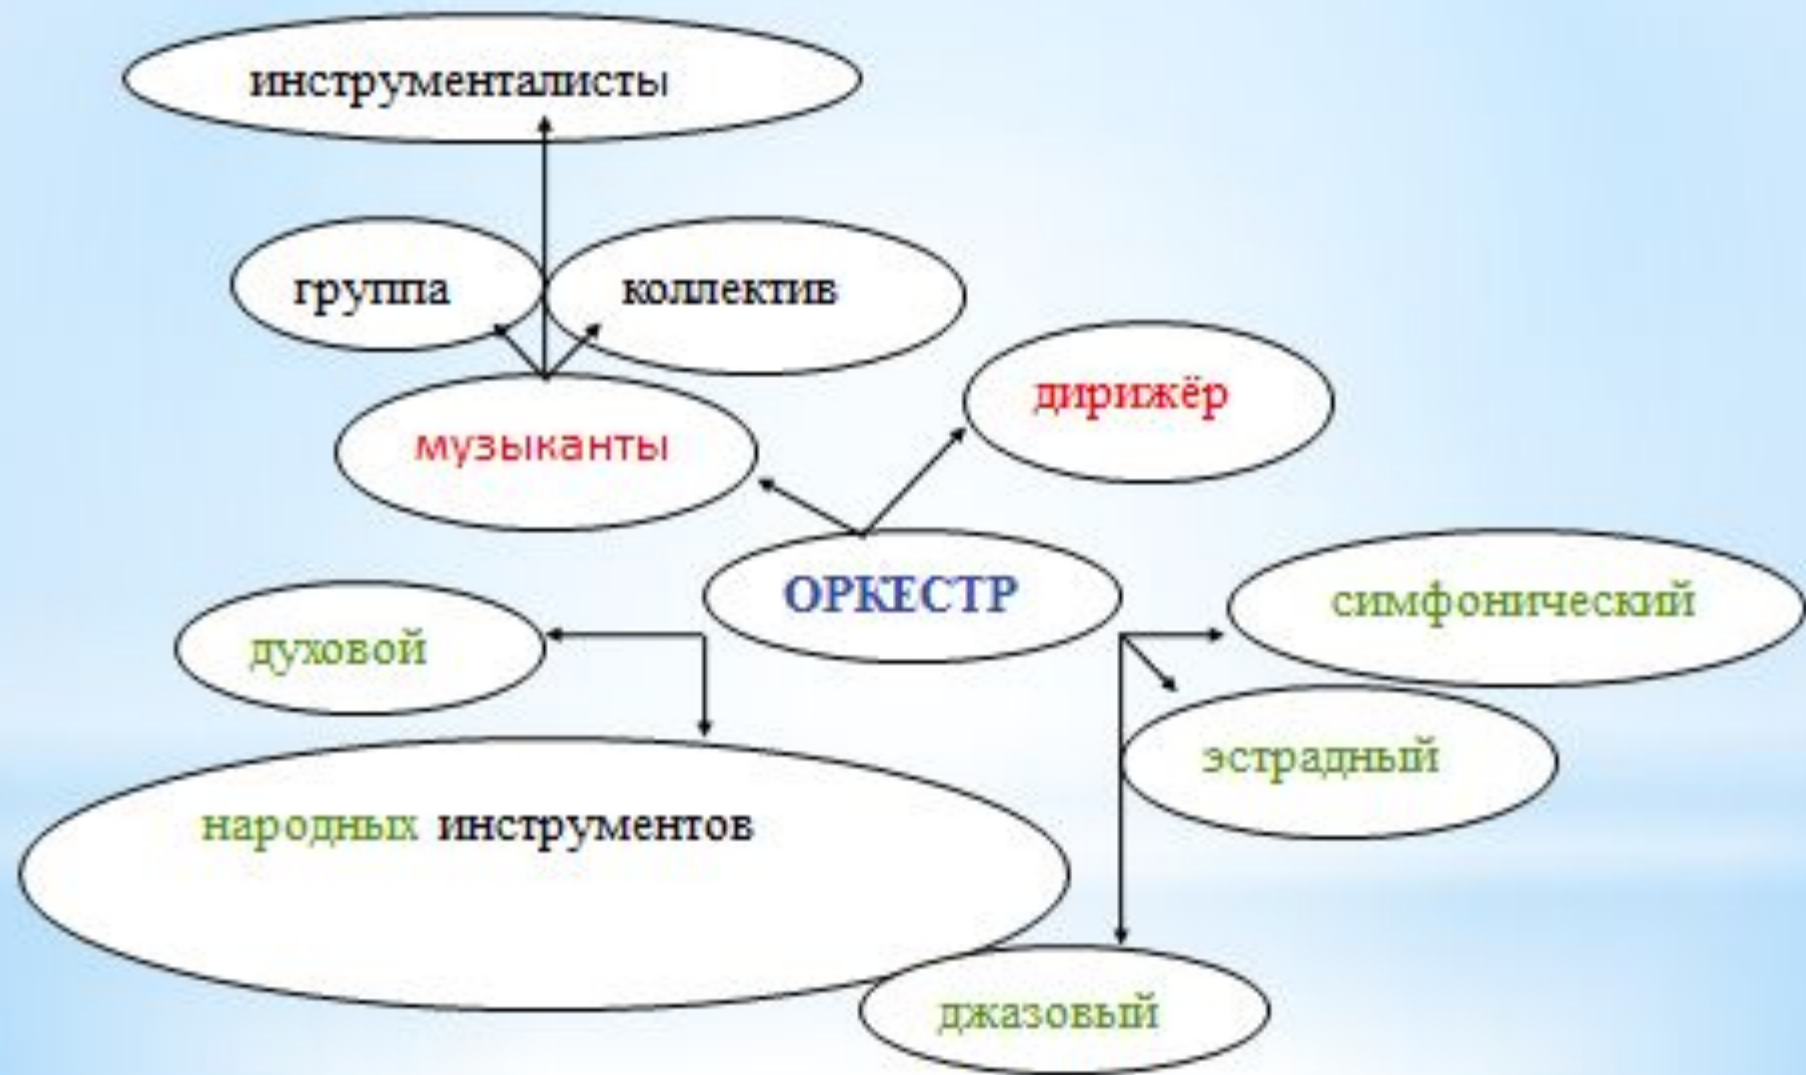 инструменталисты
группа
коллектив
дирижёр
музыканты
ОРКЕСТР
симфонический
духовой
эстрадный
народных инструментов
джазовый